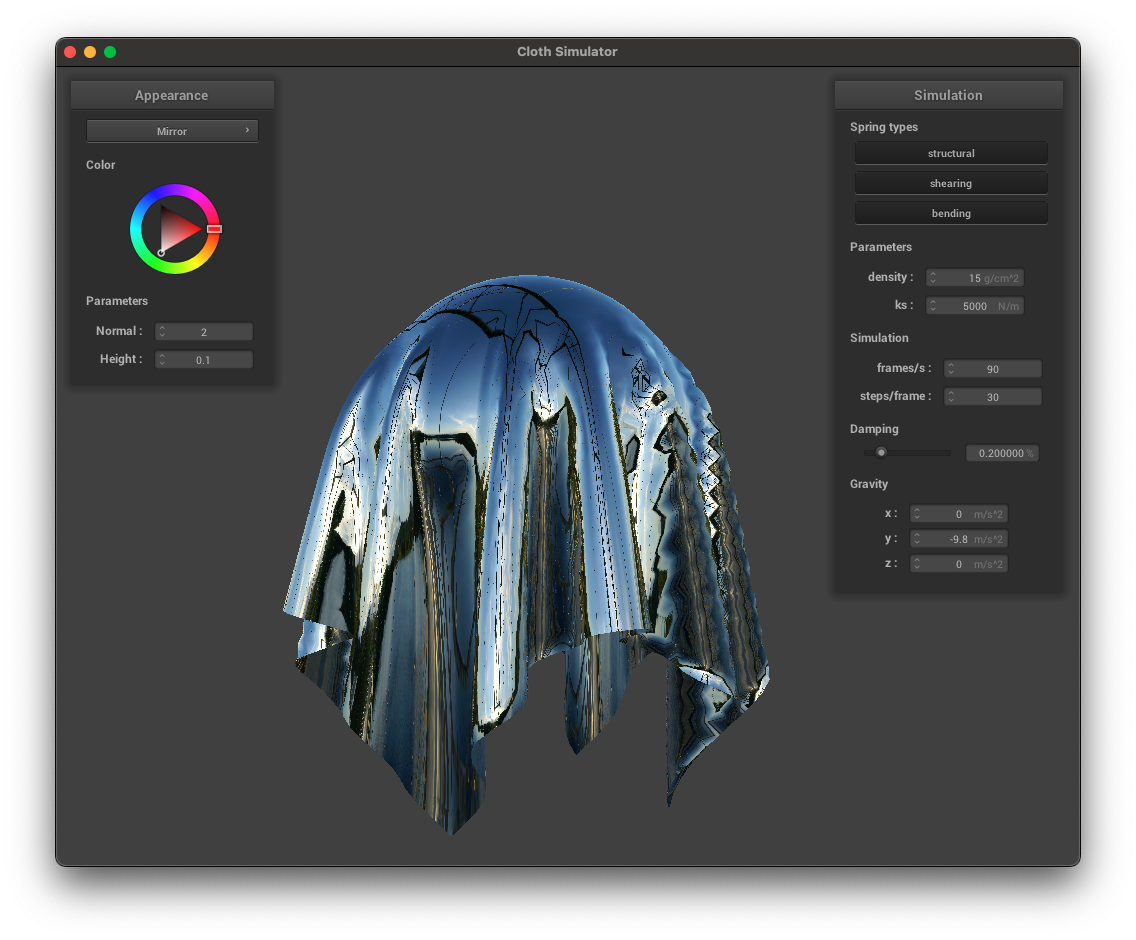 Cloth Simulator
Appearance
Mirror ›
Color
Parameters
Normal : 2
Height : 0.1
Simulation
Spring types
structural
shearing
bending
Parameters
density : 15 g/cm^2
ks : 5000 N/m
Simulation
frames/s : 90
steps/frame : 30
Damping
0.200000 %
Gravity
x : 0 m/s^2
y : -9.8 m/s^2
z : 0 m/s^2